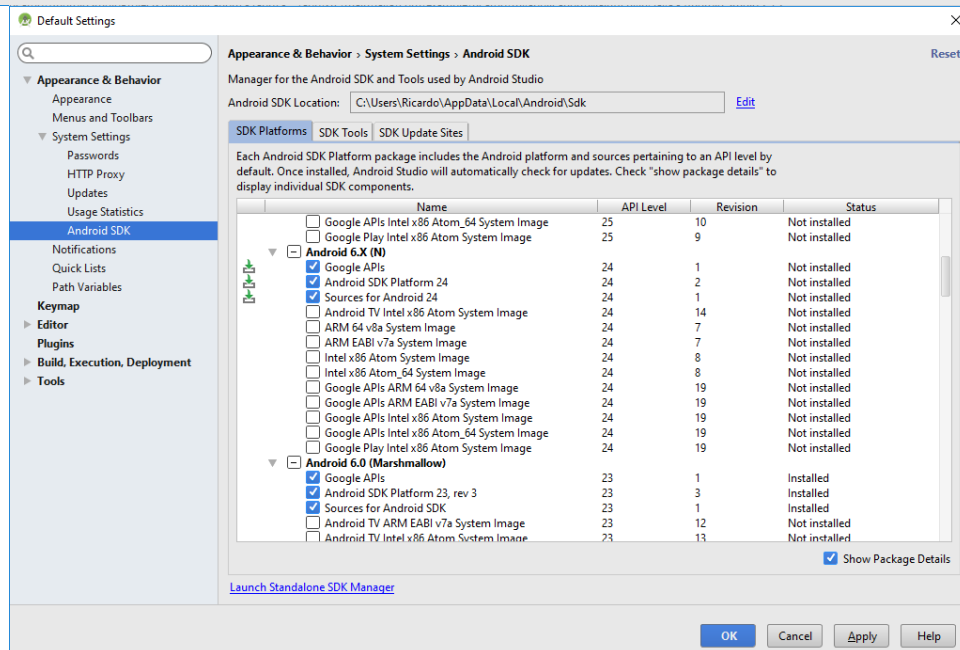 Default Settings
Appearance & Behavior › System Settings › Android SDK
Reset
Manager for the Android SDK and Tools used by Android Studio
Android SDK Location: C:\Users\Ricardo\AppData\Local\Android\Sdk Edit
Appearance & Behavior
Appearance
Menus and Toolbars
System Settings
Passwords
HTTP Proxy
Updates
Usage Statistics
Android SDK
Notifications
Quick Lists
Path Variables
Keymap
Editor
Plugins
Build, Execution, Deployment
Tools
SDK Platforms SDK Tools SDK Update Sites
Each Android SDK Platform package includes the Android platform and sources pertaining to an API level by
default. Once installed, Android Studio will automatically check for updates. Check "show package details" to
display individual SDK components.
Name API Level Revision Status
Google APIs Intel x86 Atom_64 System Image 25 10 Not installed
Google Play Intel x86 Atom System Image 25 9 Not installed
Android 6.X (N)
Google APIs 24 1 Not installed
Android SDK Platform 24 24 2 Not installed
Sources for Android 24 24 1 Not installed
Android TV Intel x86 Atom System Image 24 14 Not installed
ARM 64 v8a System Image 24 7 Not installed
ARM EABI v7a System Image 24 7 Not installed
Intel x86 Atom System Image 24 8 Not installed
Intel x86 Atom_64 System Image 24 8 Not installed
Google APIs ARM 64 v8a System Image 24 19 Not installed
Google APIs ARM EABI v7a System Image 24 19 Not installed
Google APIs Intel x86 Atom System Image 24 19 Not installed
Google APIs Intel x86 Atom_64 System Image 24 19 Not installed
Google Play Intel x86 Atom System Image 24 19 Not installed
Android 6.0 (Marshmallow)
Google APIs 23 1 Installed
Android SDK Platform 23, rev 3 23 3 Installed
Sources for Android SDK 23 1 Installed
Android TV ARM EABI v7a System Image 23 12 Not installed
Android TV Intel x86 Atom System Image 23 13 Not installed
Show Package Details
Launch Standalone SDK Manager
OK Cancel Apply Help